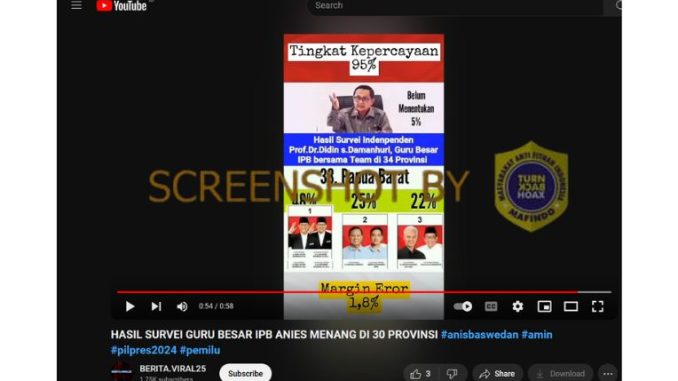 YouTube
Search
Tingkat Kepercayaan
95%
Belum
Menentukan
5%
Hasil Survei Indenpenden
Prof.Dr.Didin s.Damanhuri, Guru Besar
IPB bersama Team di 34 Provinsi
33. Papua Barat
48% 25% 22%
1 2 3
SCREENSHOT BY
MASYARAKAT ANTI FITNAH INDONESIA
TURN
BACK
HOAX
MAFINDO
Margin Eror
1,8%
0:54 / 0:58
CC
HASIL SURVEI GURU BESAR IPB ANIES MENANG DI 30 PROVINSI #anisbaswedan #amin
#pilpres2024 #pemilu
BERITA.VIRAL25
1.75K subscribers
Subscribe
3
Share
Download